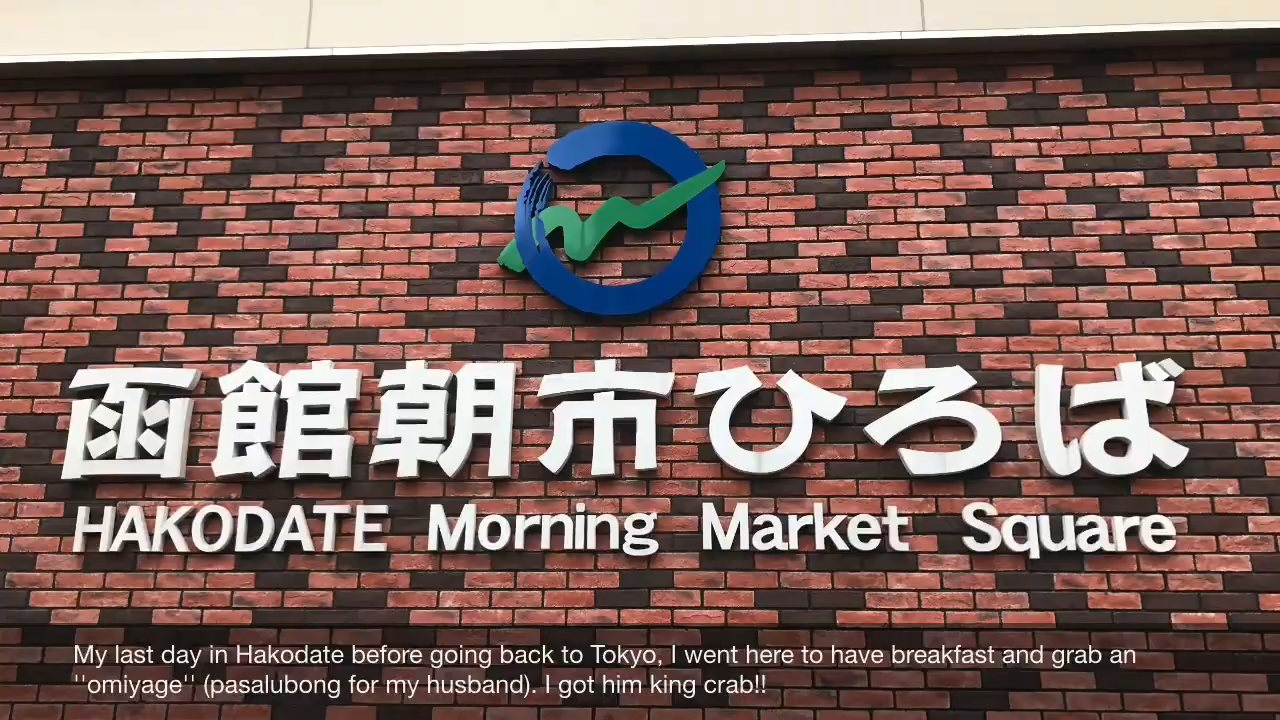 函館朝市ひろば
HAKODATE Morning Market Square
My last day in Hakodate before going back to Tokyo, I went here to have breakfast and grab an
''omiyage'' (pasalubong for my husband). I got him king crab!!